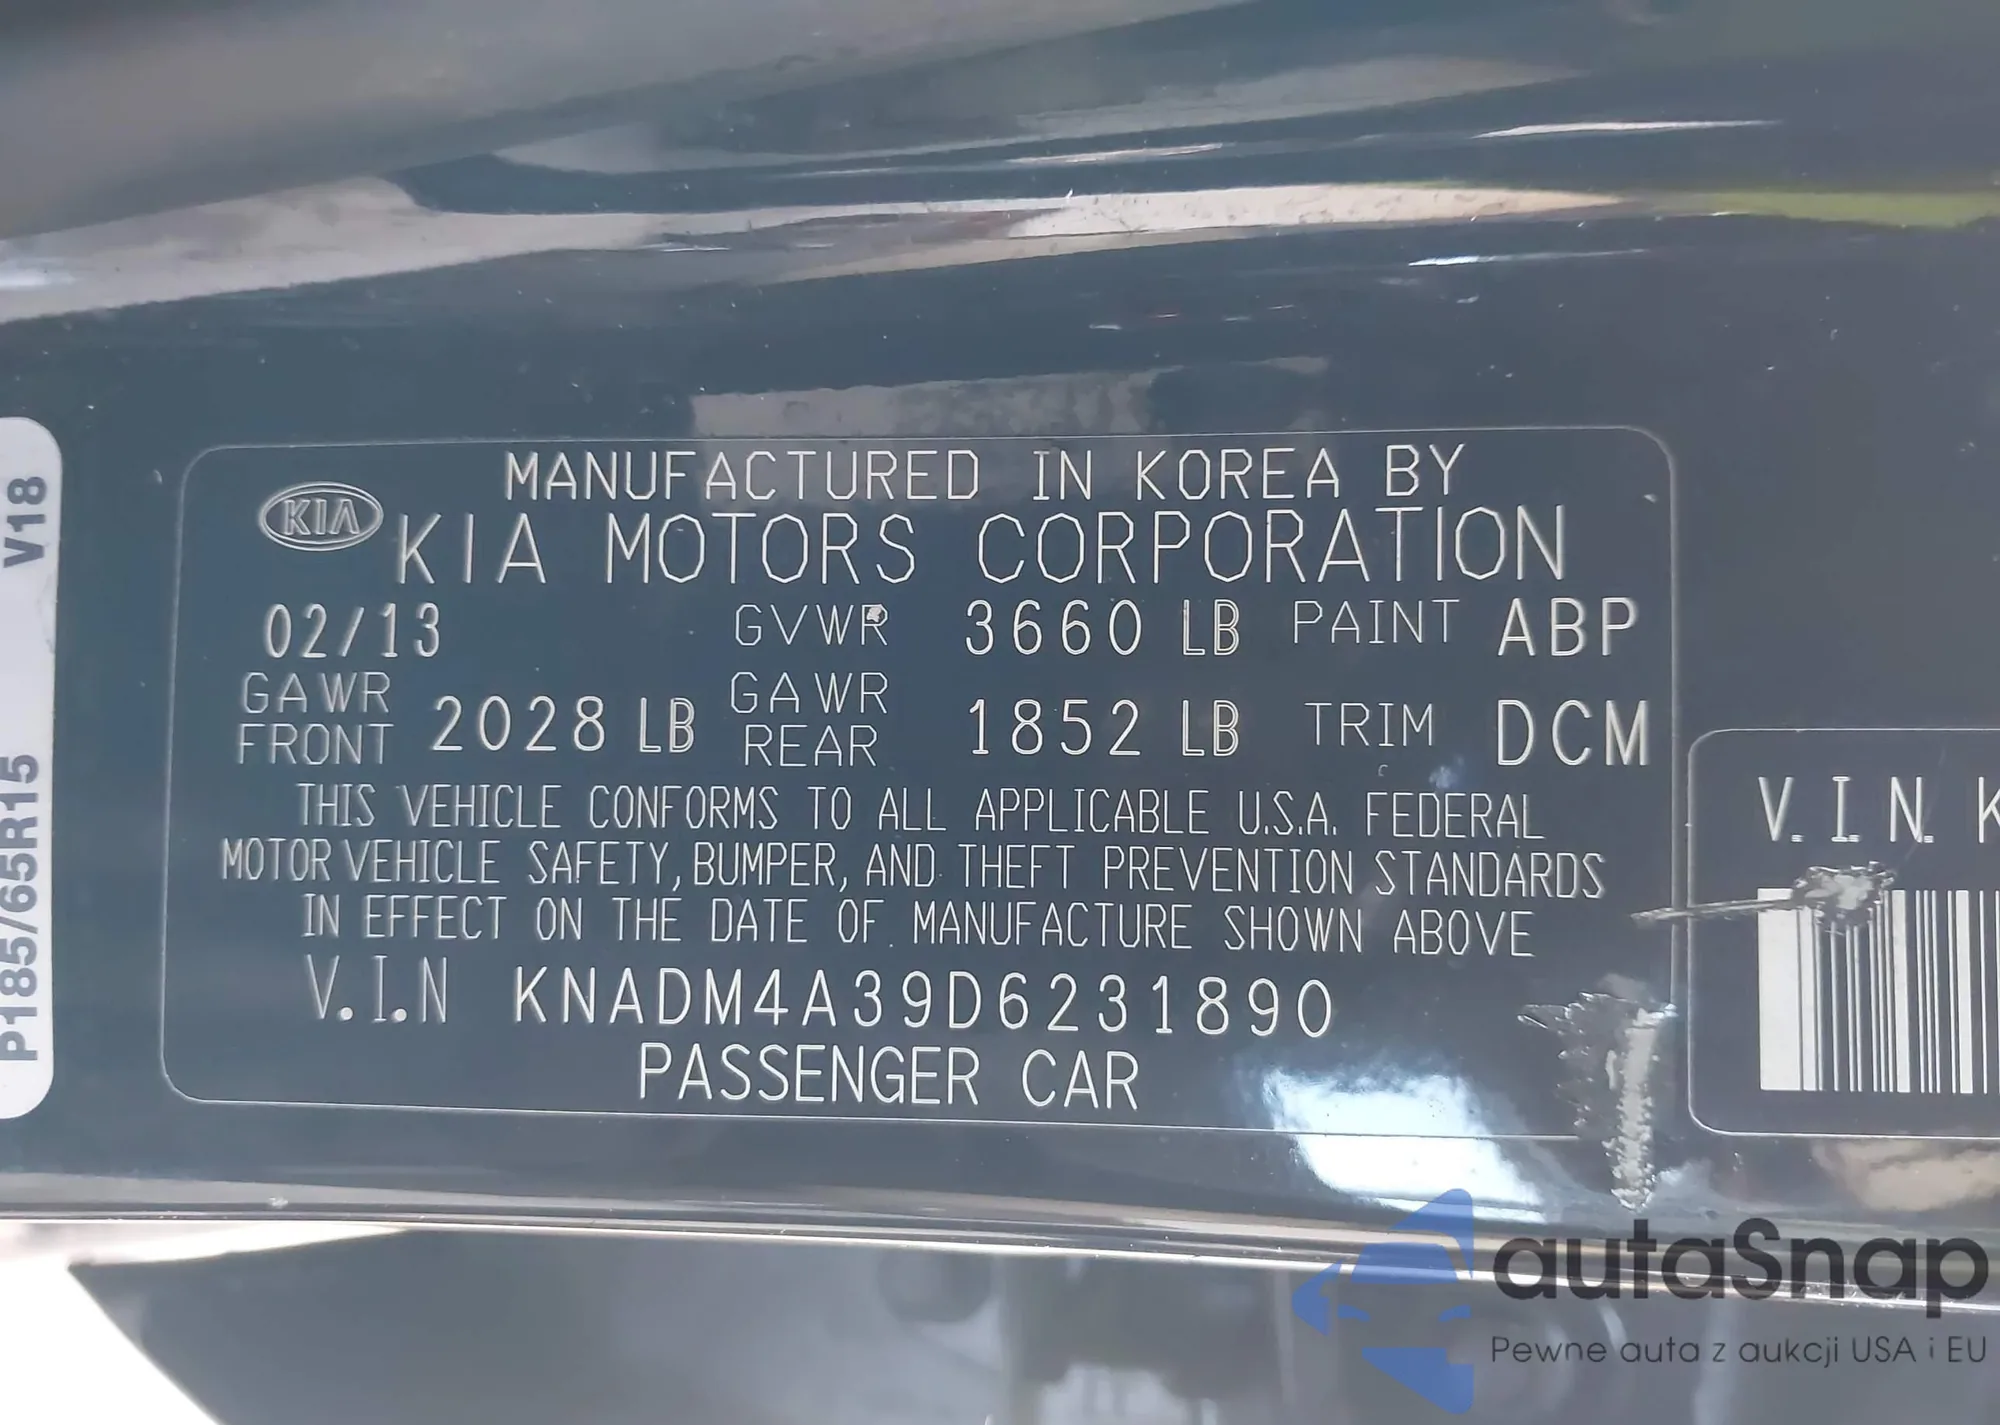 MANUFACTURED IN KOREA BY
KIA KIA MOTORS CORPORATION
02/13 GVWR 3660 LB PAINT ABP
GAWR FRONT 2028 LB GAWR REAR 1852 LB TRIM DCM
THIS VEHICLE CONFORMS TO ALL APPLICABLE U.S.A. FEDERAL
MOTOR VEHICLE SAFETY, BUMPER, AND THEFT PREVENTION STANDARDS
IN EFFECT ON THE DATE OF MANUFACTURE SHOWN ABOVE
V.I.N KNADM4A39D6231890
PASSENGER CAR
P185/65R15 V18
V.I.N. K
autaSnap
Pewne auta z aukcji USA i EU